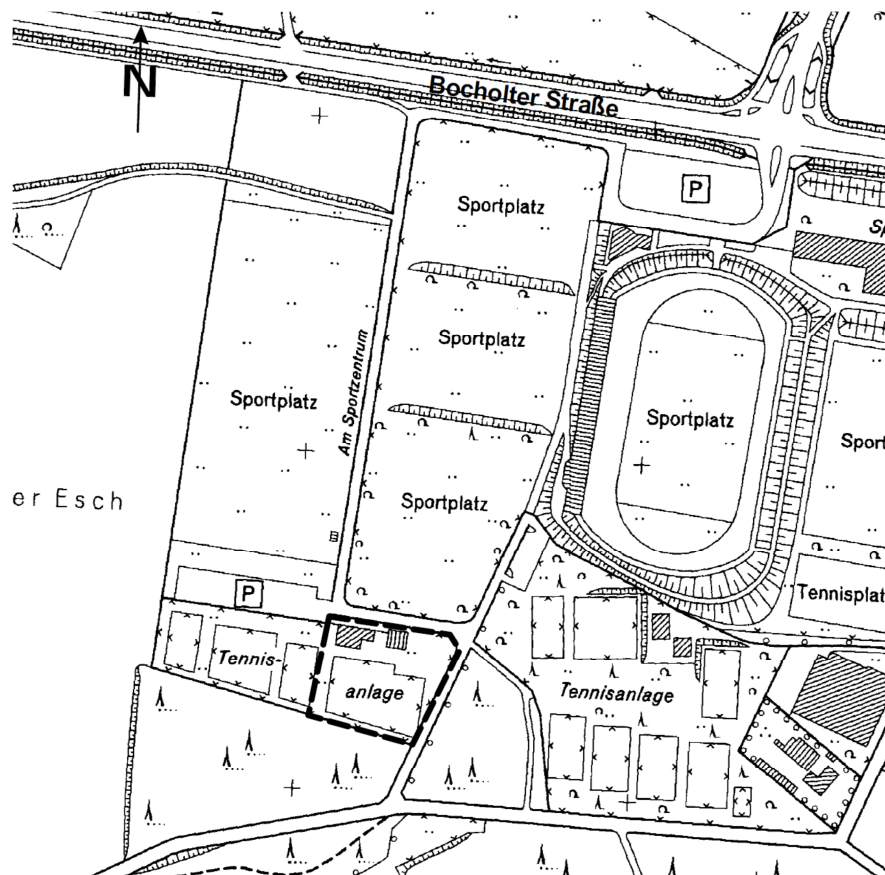 N
Bocholter Straße
P
Sportplatz
Sp
Sportplatz
Am Sportzentrum
Sportplatz
Sportplatz
Sport
er Esch
Sportplatz
P
Tennisplat
Tennis-
anlage
Tennisanlage